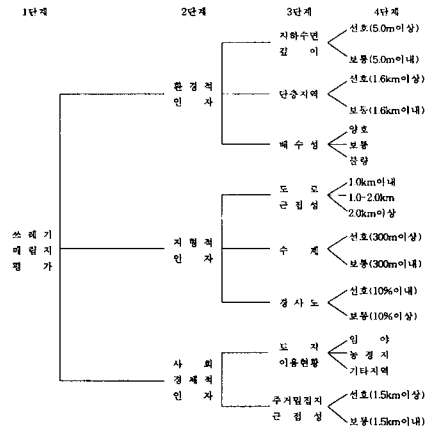 1단계 2단계 3단계 4단계
지하수면 깊이
선호(5.0m이상)
보통(5.0m이내)
환경적 인자
단층지역
선호(1.6km이상)
보통(1.6km이내)
배수성
양호
보통
불량
도로 근접성
1.0km이내
1.0-2.0km
2.0km이상
쓰레기 매립지 평가
지형적 인자
수계
선호(300m이상)
보통(300m이내)
경사도
선호(10%이내)
보통(10%이상)
사회 경제적 인자
토지 이용현황
임야
농경지
기타지역
주거밀집지 근접성
선호(1.5km이상)
보통(1.5km이내)